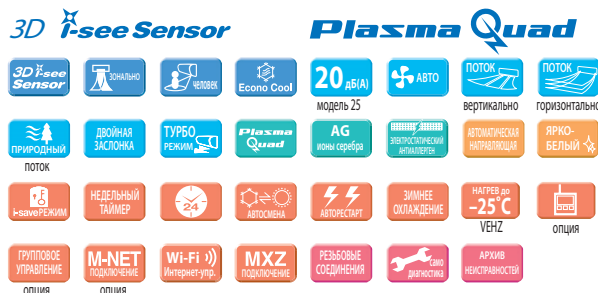 3D i-see Sensor
Plasma Quad
3D i-see
Sensor
ЗОНАЛЬНО
ЧЕЛОВЕК
Econo Cool
20 дБ(А)
модель 25
АВТО
ПОТОК
вертикально
ПОТОК
горизонтально
ПРИРОДНЫЙ
поток
ДВОЙНАЯ
ЗАСЛОНКА
ТУРБО
РЕЖИМ
Plasma
Quad
AG
ионы серебра
ЭЛЕКТРОСТАТИЧЕСКИЙ
АНТИАЛЛЕРГЕН
АВТОМАТИЧЕСКАЯ
НАПРАВЛЯЮЩАЯ
ЯРКО-
БЕЛЫЙ
i-save РЕЖИМ
НЕДЕЛЬНЫЙ
ТАЙМЕР
24
АВТОСМЕНА
АВТОРЕСТАРТ
ЗИМНЕЕ
ОХЛАЖДЕНИЕ
НАГРЕВ до
–25°C
VEHZ
опция
ГРУППОВОЕ
УПРАВЛЕНИЕ
опция
M-NET
ПОДКЛЮЧЕНИЕ
опция
Wi-Fi
Интернет-упр.
MXZ
ПОДКЛЮЧЕНИЕ
РЕЗЬБОВЫЕ
СОЕДИНЕНИЯ
Само
диагностика
АРХИВ
НЕИСПРАВНОСТЕЙ